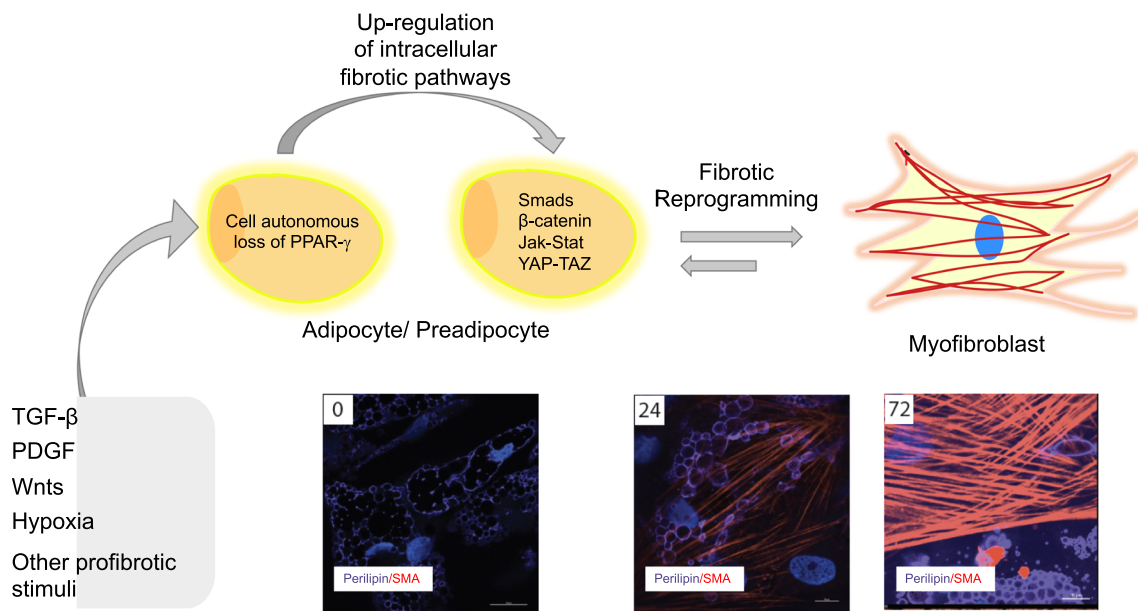 Up-regulation
of intracellular
fibrotic pathways
Cell autonomous
loss of PPAR-γ
Smads
β-catenin
Jak-Stat
YAP-TAZ
Fibrotic
Reprogramming
Adipocyte/ Preadipocyte
Myofibroblast
TGF-β
PDGF
Wnts
Hypoxia
Other profibrotic
stimuli
0
Perilipin/SMA
24
Perilipin/SMA
72
Perilipin/SMA